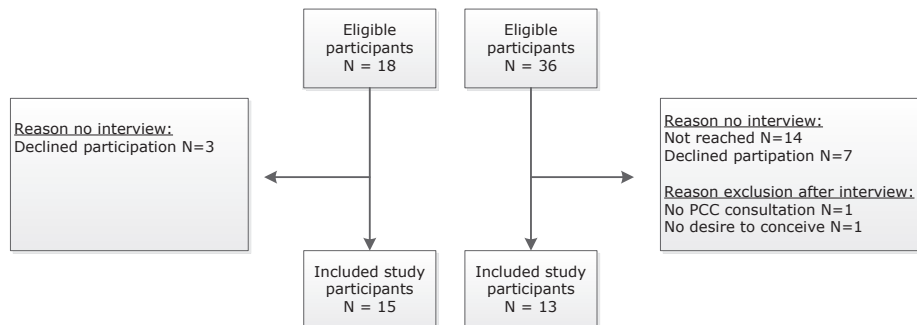 Eligible
participants
N = 18
Eligible
participants
N = 36
Reason no interview:
Declined participation N=3
Reason no interview:
Not reached N=14
Declined partipation N=7
Reason exclusion after interview:
No PCC consultation N=1
No desire to conceive N=1
Included study
participants
N = 15
Included study
participants
N = 13